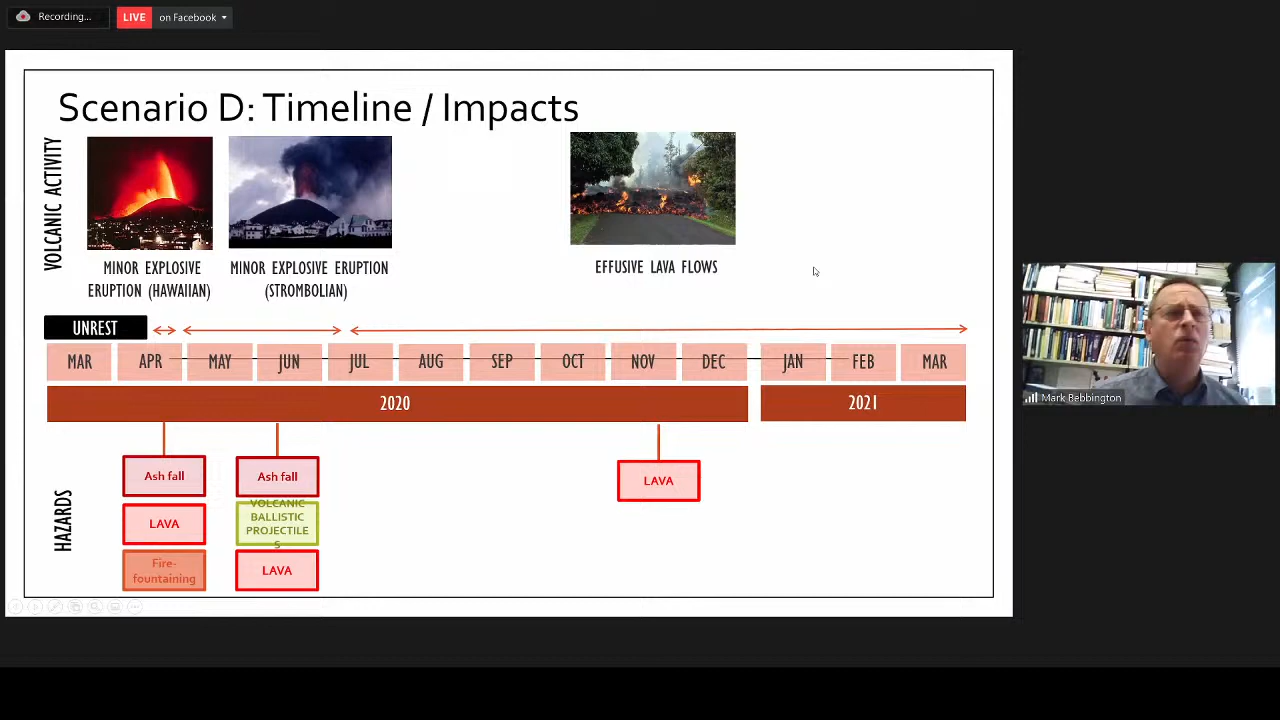 Recording...
LIVE on Facebook
Scenario D: Timeline / Impacts
VOLCANIC ACTIVITY
MINOR EXPLOSIVE
ERUPTION (HAWAIIAN)
MINOR EXPLOSIVE ERUPTION
(STROMBOLIAN)
EFFUSIVE LAVA FLOWS
UNREST
MAR APR MAY JUN JUL AUG SEP OCT NOV DEC JAN FEB MAR
2020 2021
HAZARDS
Ash fall
LAVA
Fire-
fountaining
Ash fall
VOLCANIC
BALLISTIC
PROJECTILE
S
LAVA
LAVA
Mark Bebbington